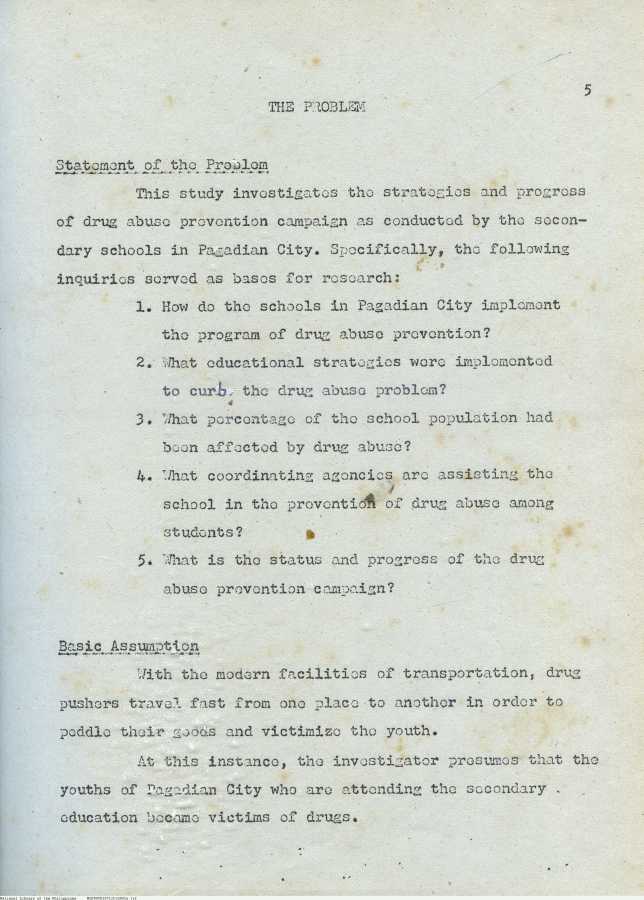 5
THE PROBLEM
Statement of the Problem
This study investigates the strategies and progress
of drug abuse prevention campaign as conducted by the secon-
dary schools in Pagadian City. Specifically, the following
inquiries served as bases for research:
1. How do the schools in Pagadian City implement
the program of drug abuse prevention?
2. What educational strategies were implemented
to curb the drug abuse problem?
3. What percentage of the school population had
been affected by drug abuse?
4. What coordinating agencies are assisting the
school in the prevention of drug abuse among
students?
5. What is the status and progress of the drug
abuse prevention campaign?
Basic Assumption
With the modern facilities of transportation, drug
pushers travel fast from one place to another in order to
peddle their goods and victimize the youth.
At this instance, the investigator presumes that the
youths of Pagadian City who are attending the secondary
education become victims of drugs.
National Library of the Philippines